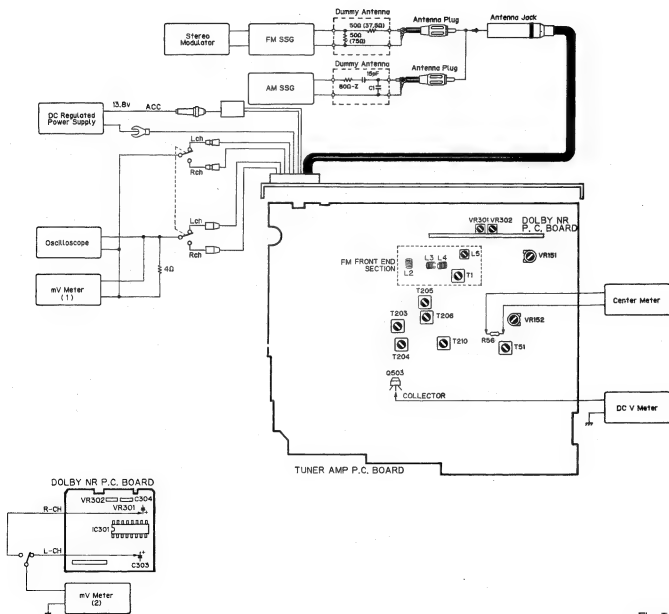 Dummy Antenna
Antenna Jack
Stereo
Modulator
FM SSG
50Ω (37.5Ω)
50Ω
(75Ω)
Antenna Plug
Dummy Antenna
AM SSG
15pF
80Ω-Z
C1
Antenna Plug
DC Regulated
Power Supply
13.8V
ACC
Lch
Rch
Lch
Rch
Oscilloscope
4Ω
mV Meter
(1)
VR301 VR302
DOLBY NR
P.C. BOARD
FM FRONT END
SECTION
L2
L3 L4
L5
T1
VR151
T205
T203
T206
VR152
T204
T210
R56
T51
Center Meter
Q503
COLLECTOR
DC V Meter
TUNER AMP P.C. BOARD
DOLBY NR P.C. BOARD
R-CH
VR302
C304
VR301
IC301
L-CH
C303
mV Meter
(2)